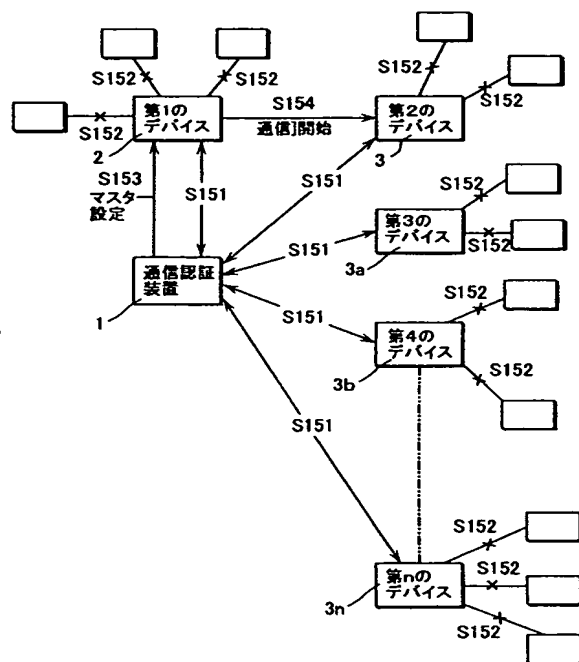 S152
S152
S152
第1の
デバイス
2
S154
通信]開始
S152
S152
第2の
デバイス
3
S153
マスタ
設定
S151
S151
S152
第3の
デバイス
S152
3a
S151
通信認証
装置
1
S151
S152
第4の
デバイス
3b
S152
S151
S152
第nの
デバイス
3n
S152
S152